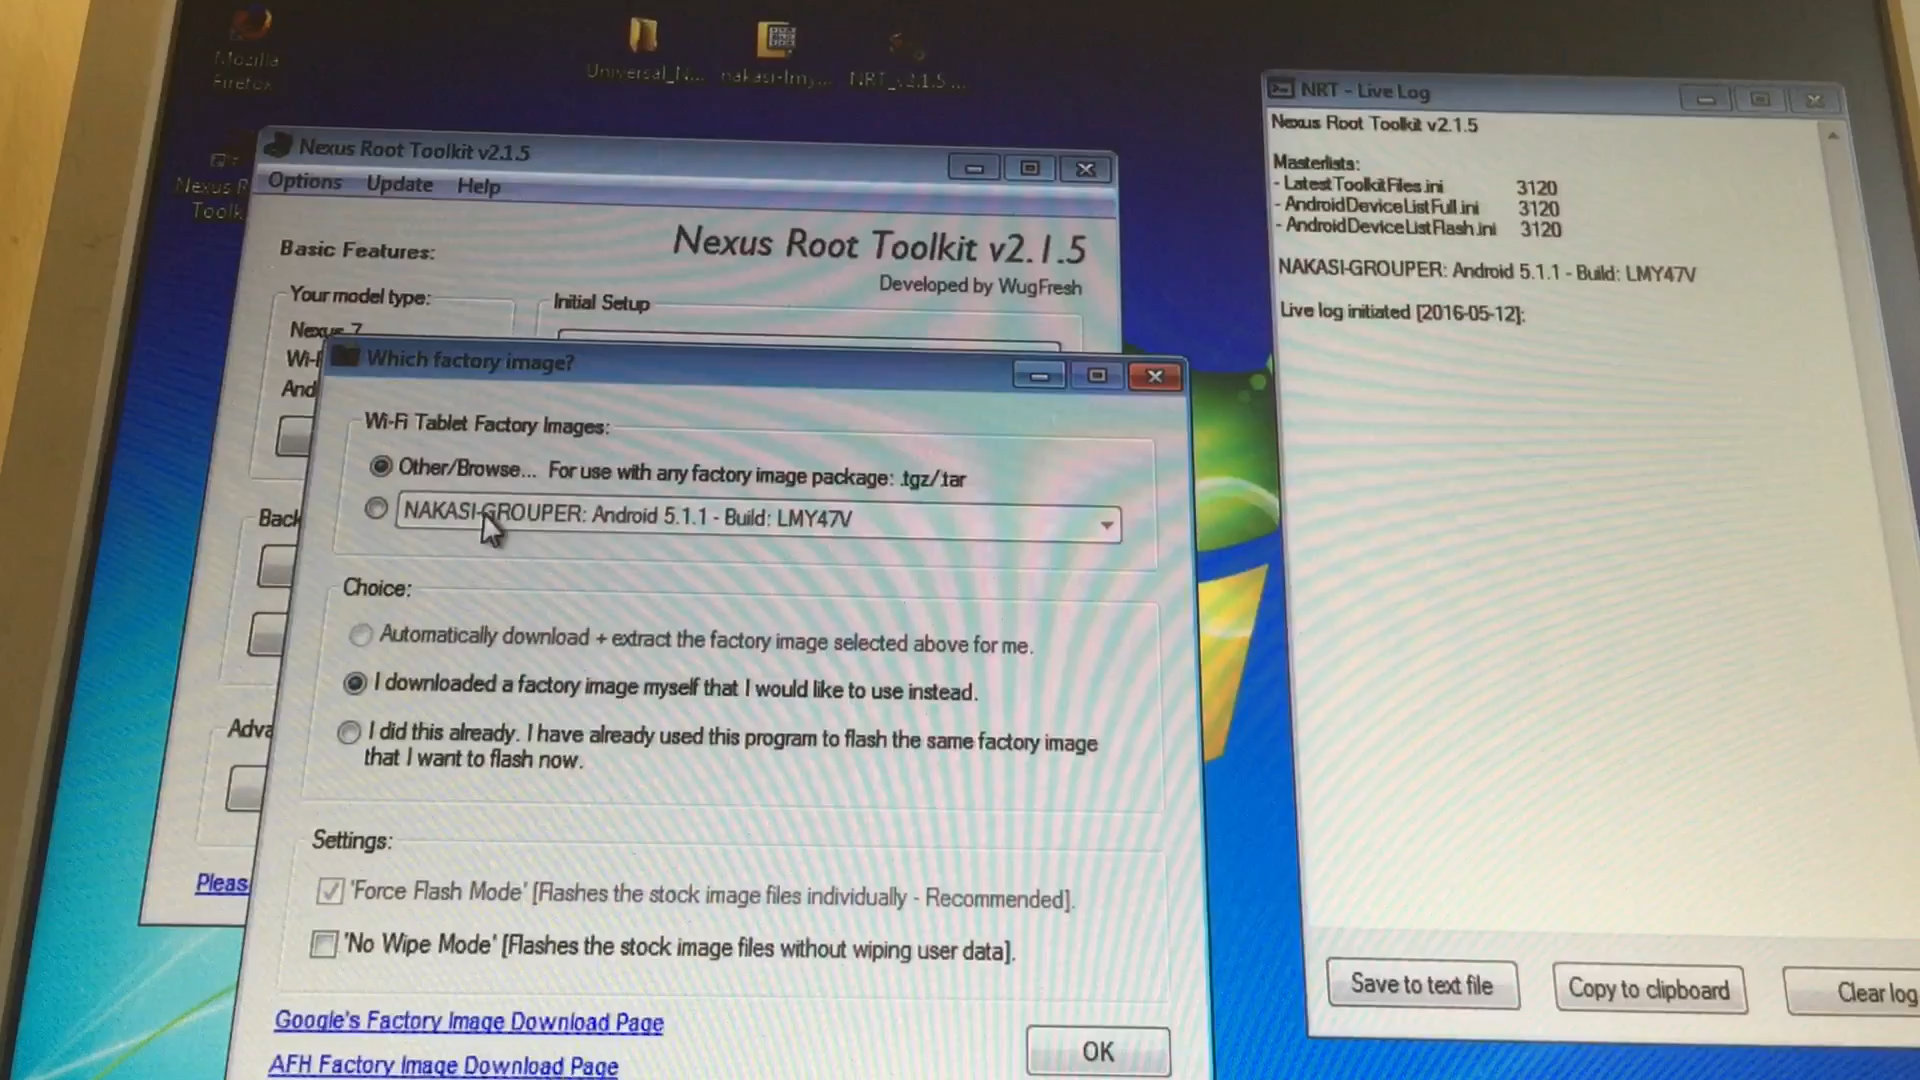 Mozilla
Firefox
Universal_N...
nakasi-lmy...
NRT_v2.1.5...
Nexus R
Toolk
Nexus Root Toolkit v2.1.5
Options Update Help
Nexus Root Toolkit v2.1.5
Developed by WugFresh
Basic Features:
Your model type:
Initial Setup
Nexus 7
Wi-F
And
Back
Adva
Pleas
Which factory image?
Wi-Fi Tablet Factory Images:
Other/Browse... For use with any factory image package: .tgz/.tar
NAKASI-GROUPER: Android 5.1.1 - Build: LMY47V
Choice:
Automatically download + extract the factory image selected above for me.
I downloaded a factory image myself that I would like to use instead.
I did this already. I have already used this program to flash the same factory image
that I want to flash now.
Settings:
'Force Flash Mode' [Flashes the stock image files individually - Recommended].
'No Wipe Mode' [Flashes the stock image files without wiping user data].
Google's Factory Image Download Page
AFH Factory Image Download Page
OK
NRT - Live Log
Nexus Root Toolkit v2.1.5
Masterlists:
- LatestToolkitFiles.ini 3120
- AndroidDeviceListFull.ini 3120
- AndroidDeviceListFlash.ini 3120
NAKASI-GROUPER: Android 5.1.1 - Build: LMY47V
Live log initiated [2016-05-12]:
Save to text file
Copy to clipboard
Clear log